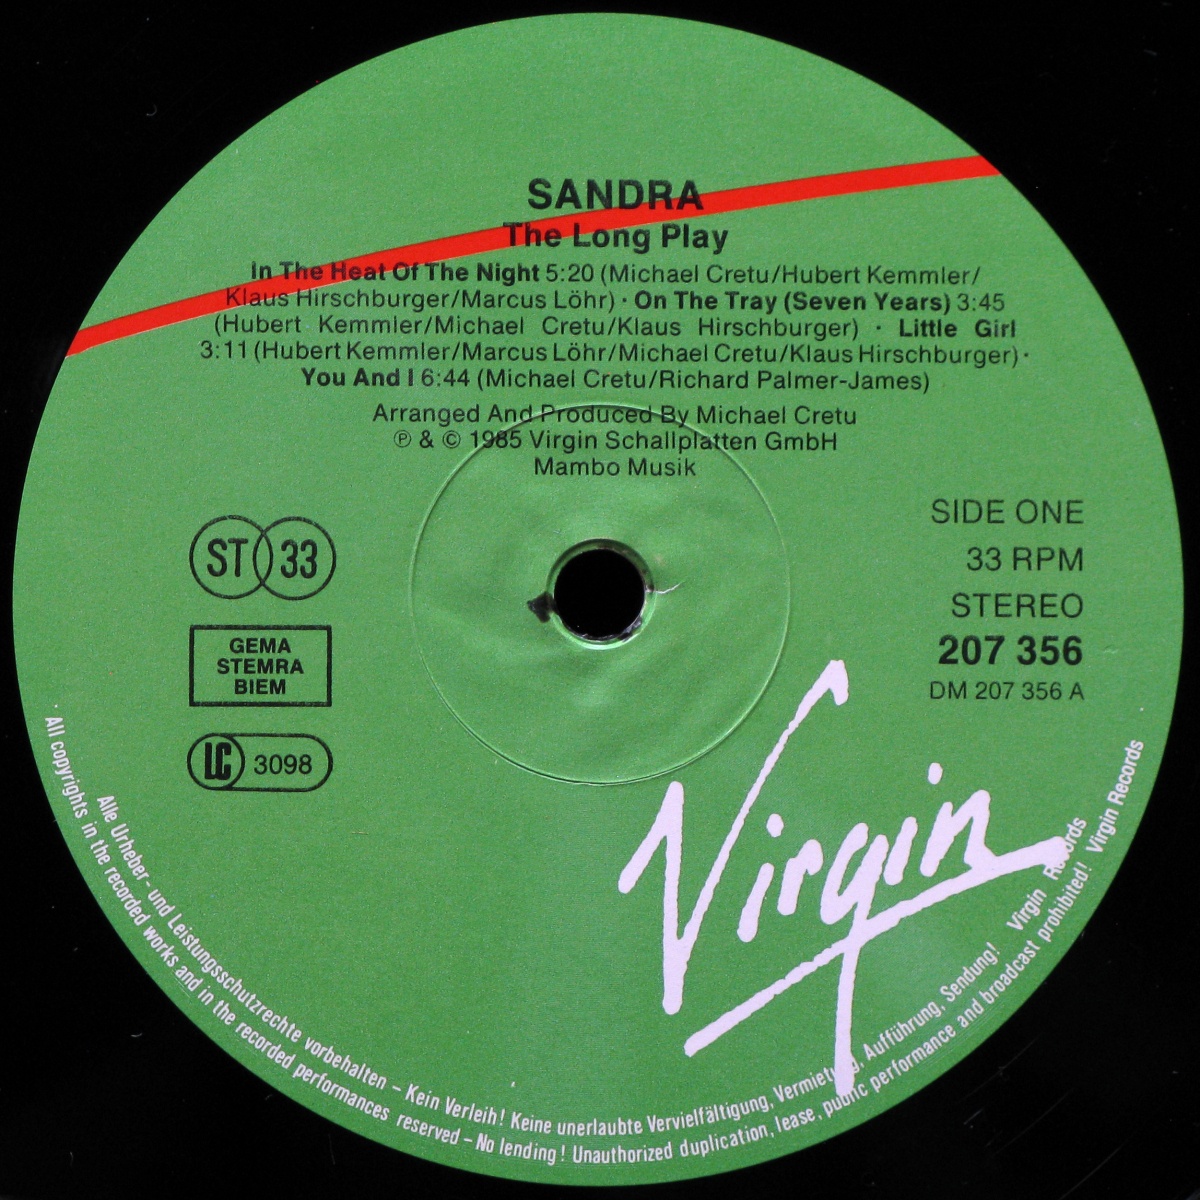 SANDRA
The Long Play
In The Heat Of The Night 5:20 (Michael Cretu/Hubert Kemmler/
Klaus Hirschburger/Marcus Löhr) · On The Tray (Seven Years) 3:45
(Hubert Kemmler/Michael Cretu/Klaus Hirschburger) · Little Girl
3:11 (Hubert Kemmler/Marcus Löhr/Michael Cretu/Klaus Hirschburger) ·
You And I 6:44 (Michael Cretu/Richard Palmer-James)
Arranged And Produced By Michael Cretu
℗ & © 1985 Virgin Schallplatten GmbH
Mambo Musik
ST 33
GEMA
STEMRA
BIEM
LC 3098
SIDE ONE
33 RPM
STEREO
207 356
DM 207 356 A
Virgin
Alle Urheber- und Leistungsschutzrechte vorbehalten – Kein Verleih! Keine unerlaubte Vervielfältigung, Vermietung, Aufführung, Sendung! Virgin Records
· All copyrights in the recorded works and in the recorded performances reserved – No lending! Unauthorized duplication, lease, public performance and broadcast prohibited! Virgin Records